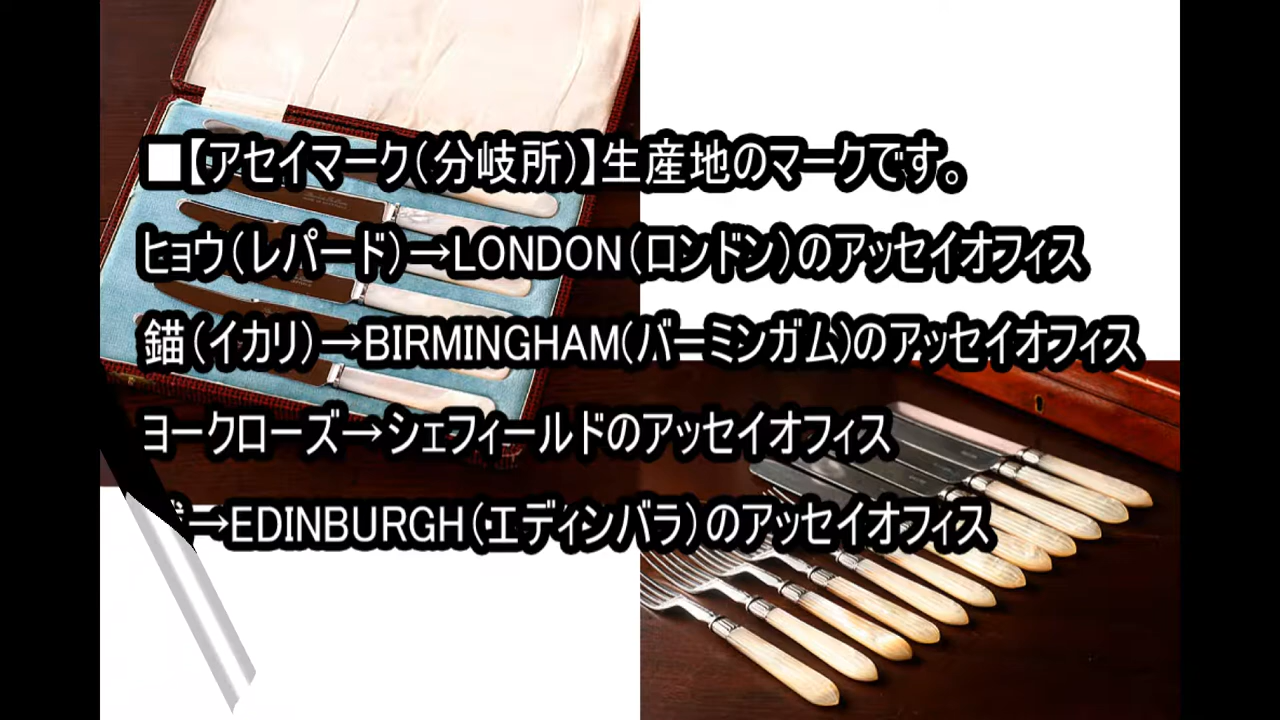 ■【アセイマーク（分岐所）】生産地のマークです。
ヒョウ（レパード）→LONDON（ロンドン）のアッセイオフィス
錨（イカリ）→BIRMINGHAM(バーミンガム)のアッセイオフィス
ヨークローズ→シェフィールドのアッセイオフィス
→EDINBURGH（エディンバラ）のアッセイオフィス